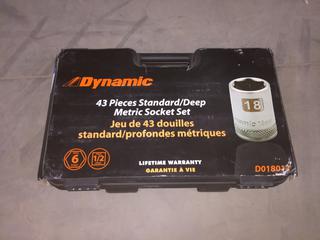 Dynamic
43 Pieces Standard/Deep
Metric Socket Set
Jeu de 43 douilles
standard/profondes métriques
18
6
1/2
LIFETIME WARRANTY
GARANTIE À VIE